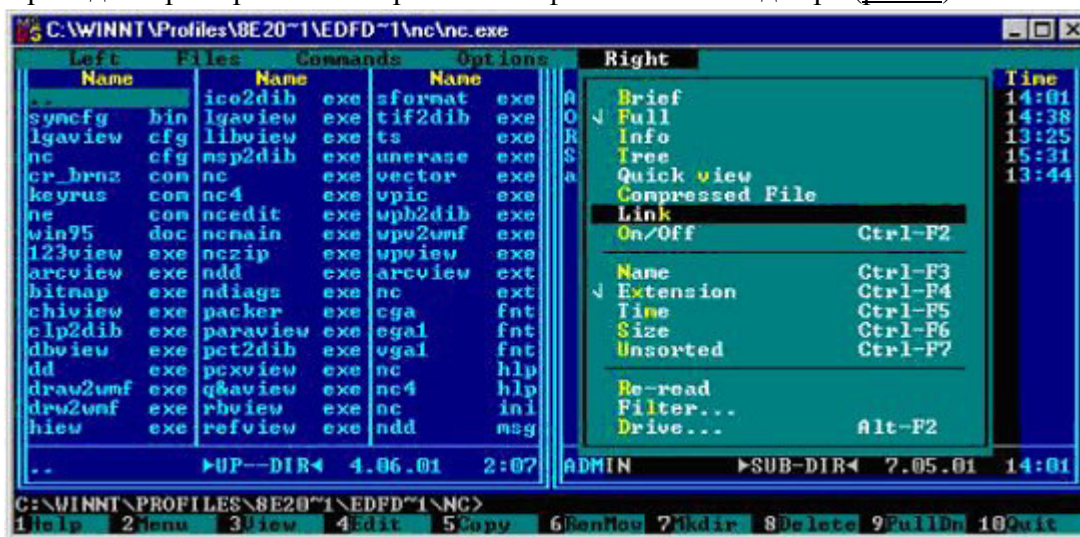 C:\WINNT\Profiles\8E20~1\EDFD~1\nc\nc.exe
Left Files Commands Options Right
Name Name Name Time
.. ico2dib exe sformat exe A Brief 14:01
syncfg bin lgaview exe tif2dib exe O √ Full 14:38
lgaview cfg libview exe ts exe R Info 13:25
nc cfg msp2dib exe unerase exe S Tree 15:31
cr_brnz com nc exe vector exe a Quick view 13:44
keyrus com nc4 exe vpic exe Compressed File
ne com ncedit exe wpb2dib exe Link
win95 doc ncmain exe wpv2wmf exe On/Off Ctrl-F2
123view exe nczip exe wpview exe
arcview exe ndd exe arcview ext Name Ctrl-F3
bitmap exe ndiags exe nc ext √ Extension Ctrl-F4
chiview exe packer exe cga fnt Time Ctrl-F5
clp2dib exe paraview exe ega1 fnt Size Ctrl-F6
dbview exe pct2dib exe vga1 fnt Unsorted Ctrl-F7
dd exe pcxview exe nc hlp
draw2wmf exe q&aview exe nc4 hlp Re-read
drw2wmf exe rbview exe nc ini Filter...
hiew exe refview exe ndd msg Drive... Alt-F2
.. ►UP--DIR◄ 4.06.01 2:07 ADMIN ►SUB-DIR◄ 7.05.01 14:01
C:\WINNT\PROFILES\8E20~1\EDFD~1\NC>
1Help 2Menu 3View 4Edit 5Copy 6RenMov 7Mkdir 8Delete 9PullDn 10Quit